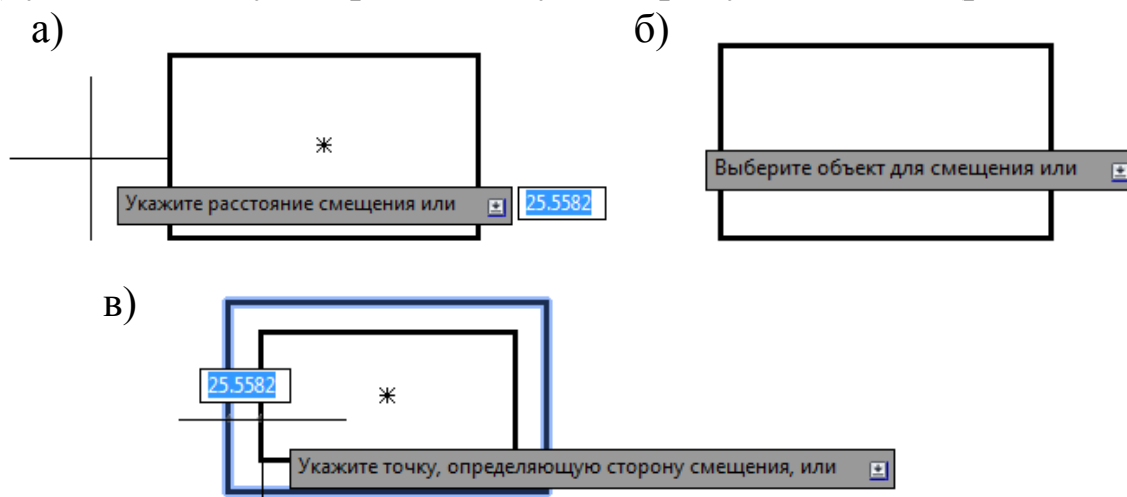 а)
б)
Укажите расстояние смещения или
25.5582
Выберите объект для смещения или
в)
25.5582
Укажите точку, определяющую сторону смещения, или